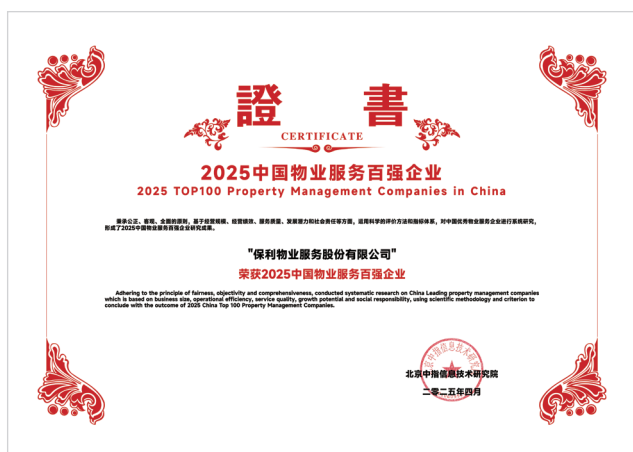 證 書
CERTIFICATE
2025中国物业服务百强企业
2025 TOP100 Property Management Companies in China
秉承公正、客观、全面的原则，基于经营规模、经营绩效、服务质量、发展潜力和社会责任等方面，运用科学的评价方法和指标体系，对中国优秀物业服务企业进行系统研究，
形成了2025中国物业服务百强企业研究成果。
"保利物业服务股份有限公司"
荣获2025中国物业服务百强企业
Adhering to the principle of fairness, objectivity and comprehensiveness, conducted systematic research on China Leading property management companies
which is based on business size, operational efficiency, service quality, growth potential and social responsibility, using scientific methodology and criterion to
conclude with the outcome of 2025 China Top 100 Property Management Companies.
北京中指信息技术研究院
二零二五年四月